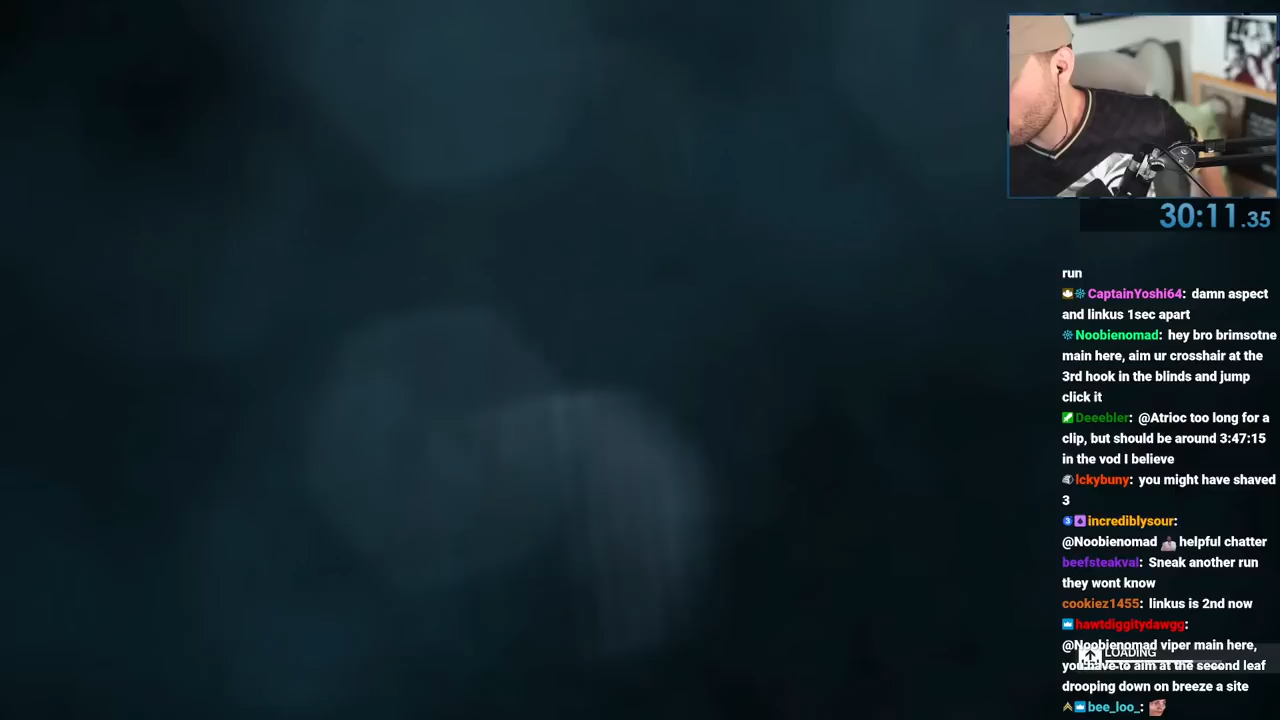 30:11.35
run
CaptainYoshi64: damn aspect
and linkus 1sec apart
Noobienomad: hey bro brimsotne
main here, aim ur crosshair at the
3rd hook in the blinds and jump
click it
Deeebler: @Atrioc too long for a
clip, but should be around 3:47:15
in the vod I believe
Ickybuny: you might have shaved
3
3 incrediblysour:
@Noobienomad helpful chatter
beefsteakval: Sneak another run
they wont know
cookiez1455: linkus is 2nd now
hawtdiggitydawgg:
@Noobienomad viper main here,
LOADING
you have to aim at the second leaf
drooping down on breeze a site
bee_loo_: